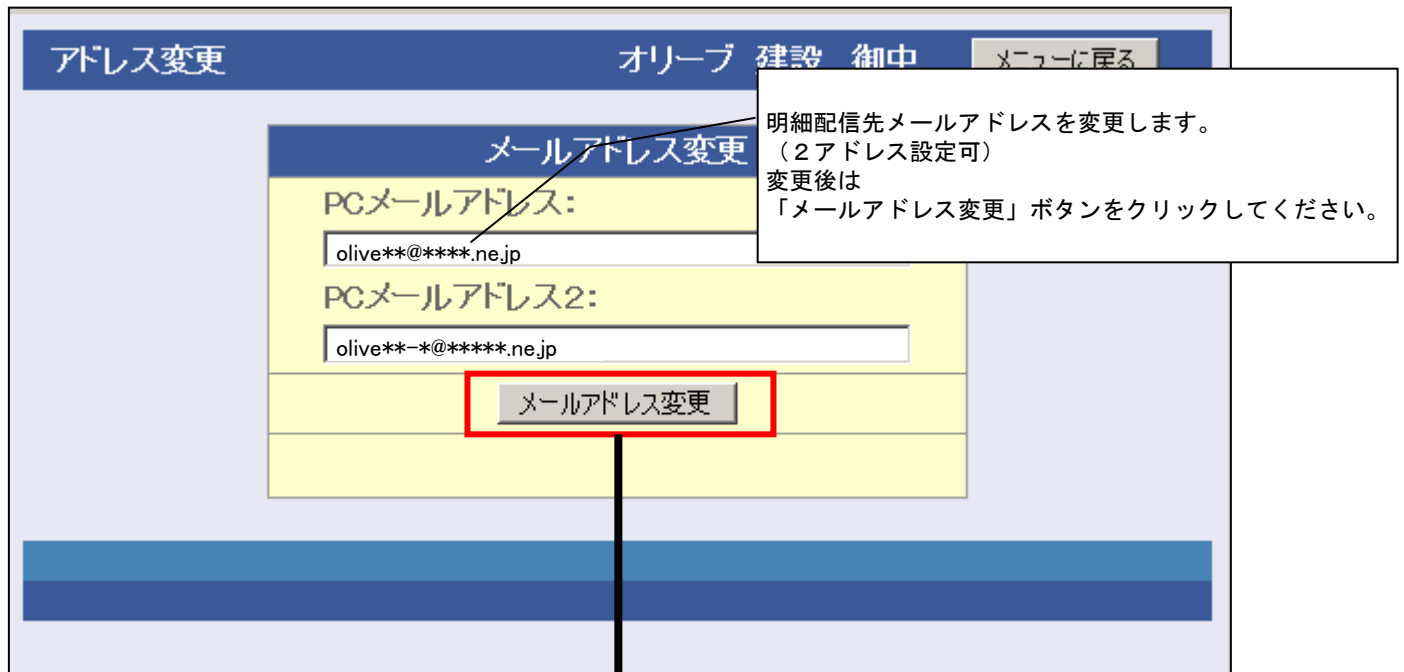 アドレス変更
オリーブ 建設 御中
メニューに戻る
明細配信先メールアドレスを変更します。
（２アドレス設定可）
変更後は
「メールアドレス変更」ボタンをクリックしてください。
メールアドレス変更
PCメールアドレス：
olive**@****.ne.jp
PCメールアドレス2：
olive**-*@*****.ne.jp
メールアドレス変更